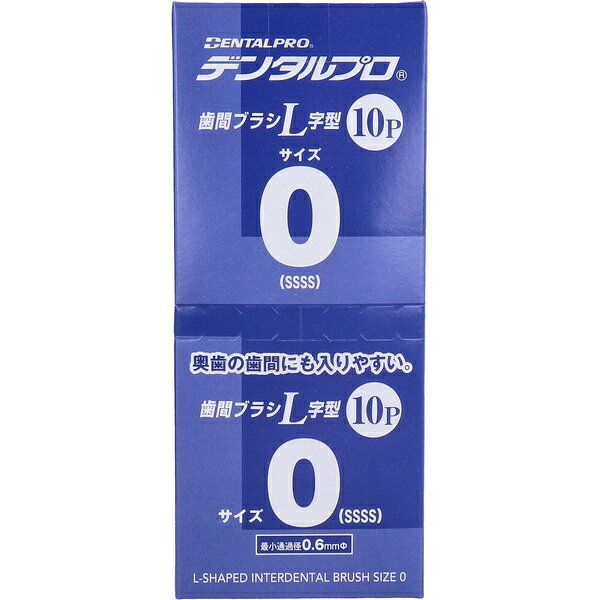 DENTALPRO®
デンタルプロ®
歯間ブラシL字型 10P
サイズ
0
(SSSS)
奥歯の歯間にも入りやすい。
歯間ブラシL字型 10P
サイズ 0 (SSSS)
最小通過径0.6mmΦ
L-SHAPED INTERDENTAL BRUSH SIZE 0